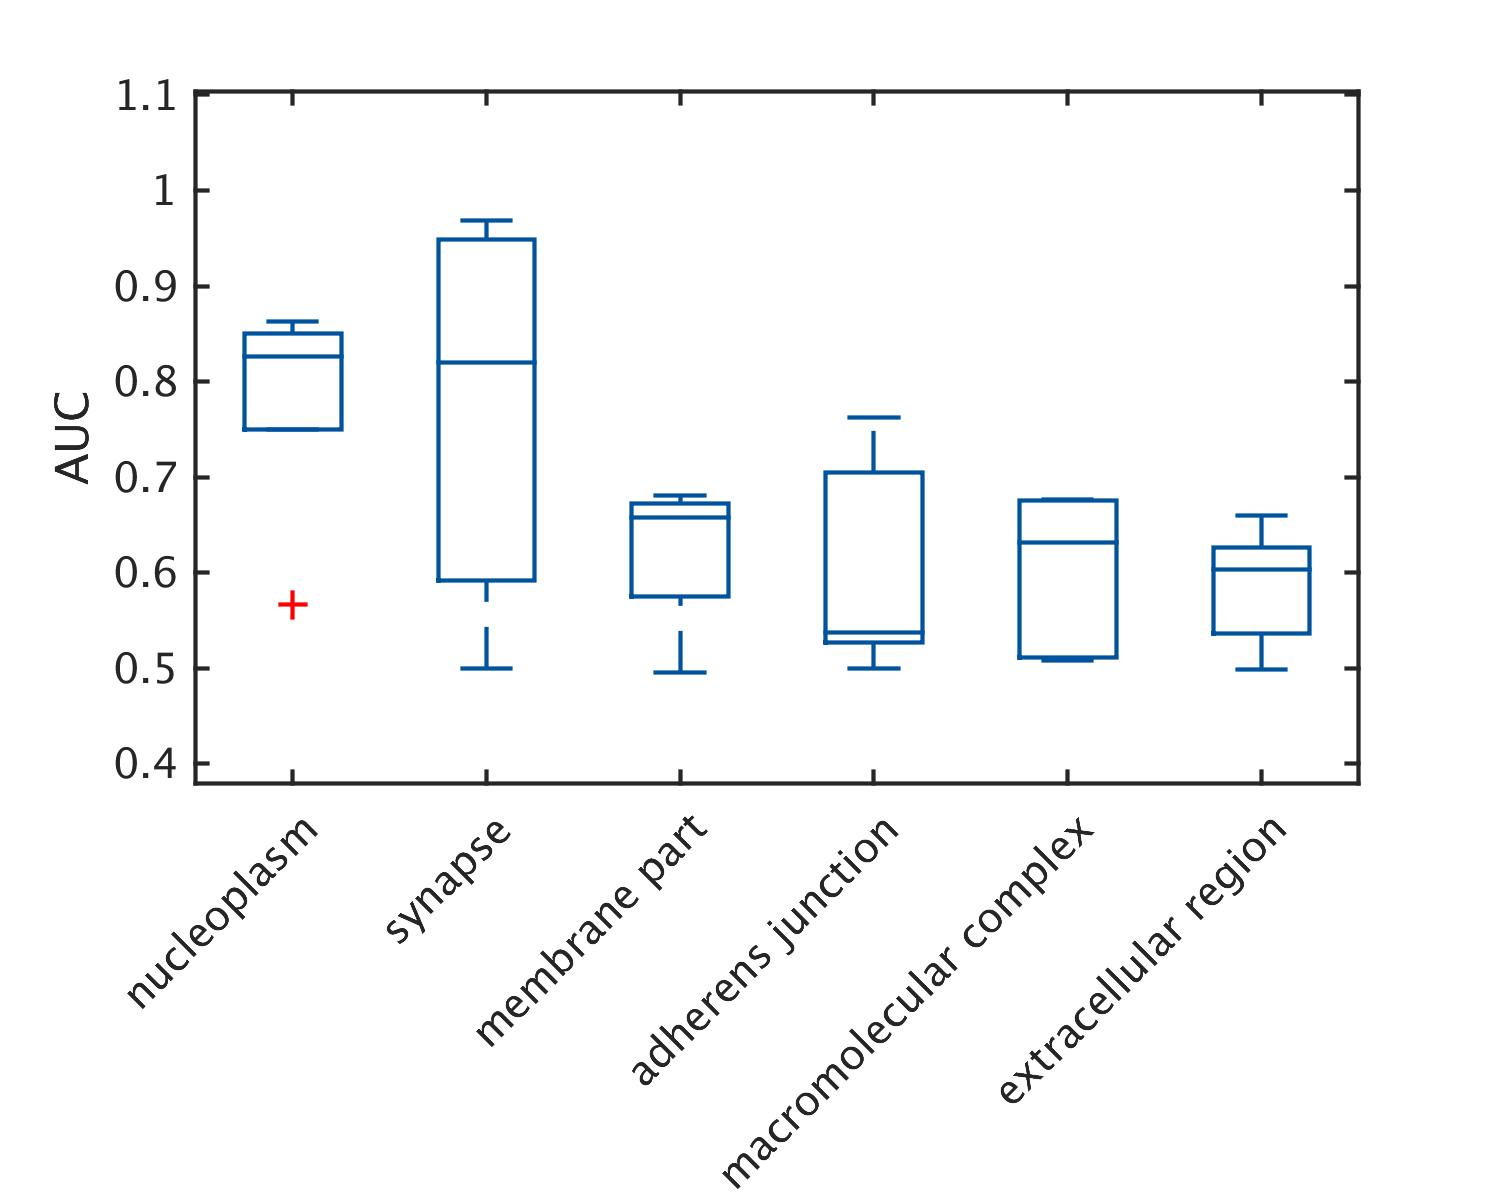 1.1
1
0.9
0.8
0.7
0.6
0.5
0.4
AUC
nucleoplasm
synapse
membrane part
adherens junction
macromolecular complex
extracellular region